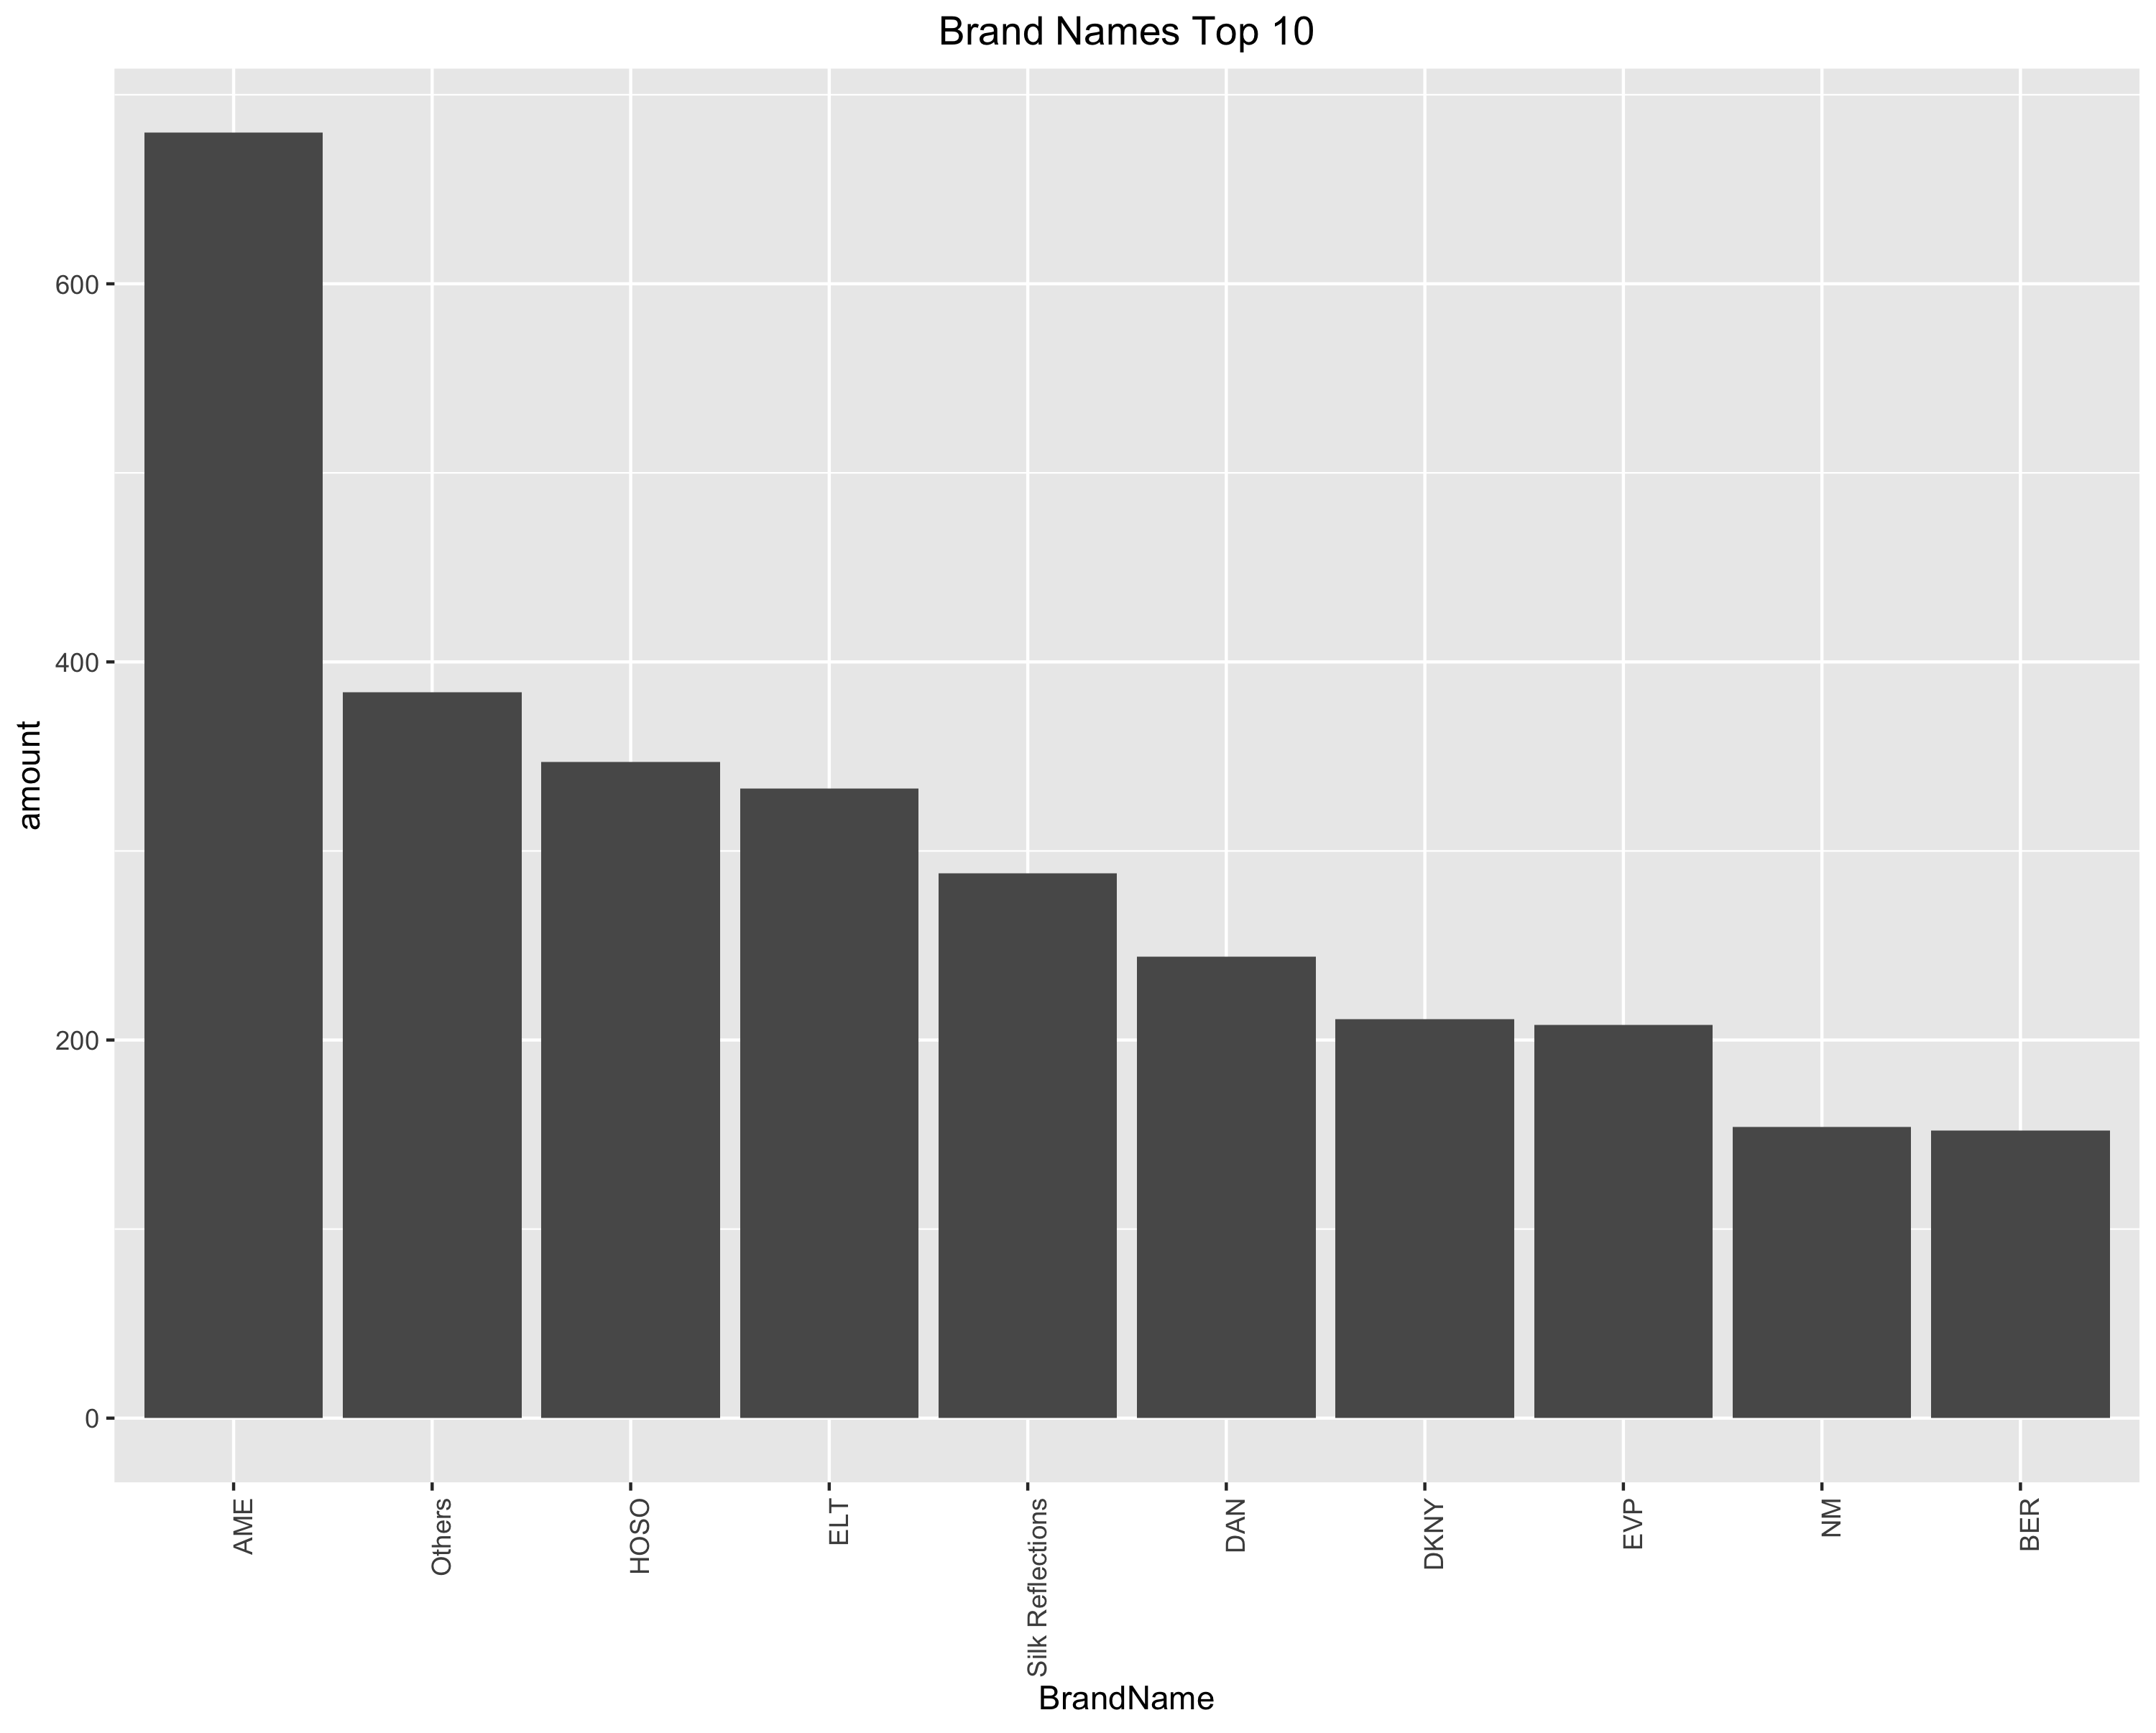 Brand Names Top 10
amount
600
400
200
0
AME
Others
HOSO
ELT
Silk Reflections
DAN
DKNY
EVP
NM
BER
BrandName